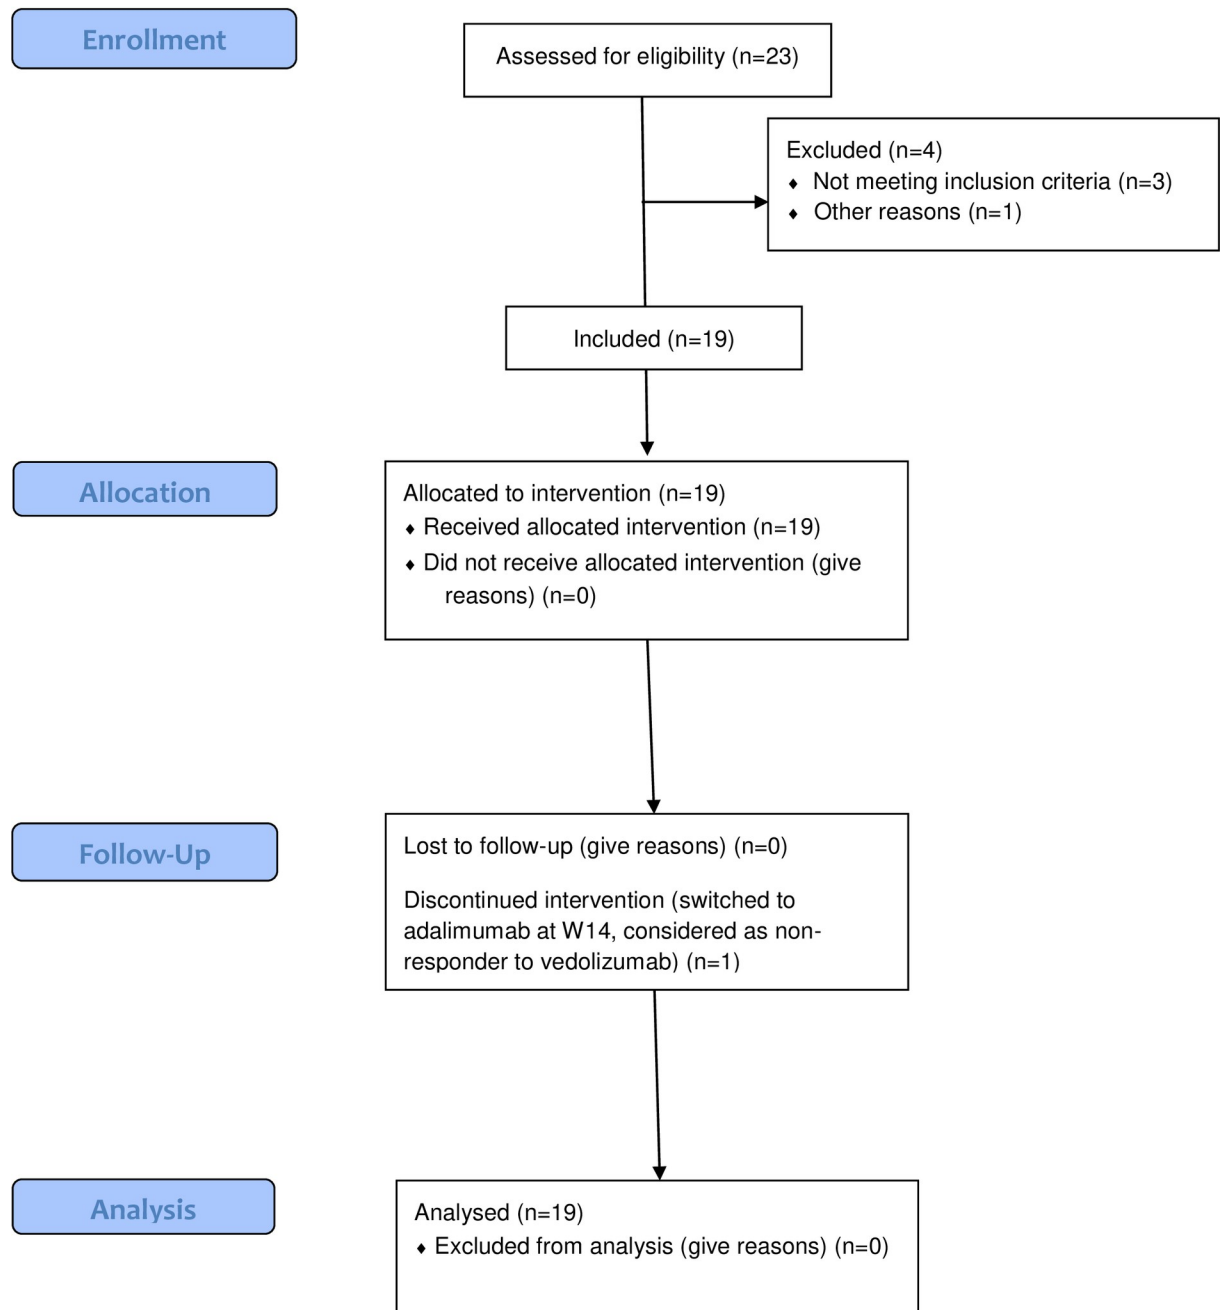 Enrollment
Assessed for eligibility (n=23)
Excluded (n=4)
♦ Not meeting inclusion criteria (n=3)
♦ Other reasons (n=1)
Included (n=19)
Allocation
Allocated to intervention (n=19)
♦ Received allocated intervention (n=19)
♦ Did not receive allocated intervention (give
reasons) (n=0)
Follow-Up
Lost to follow-up (give reasons) (n=0)
Discontinued intervention (switched to
adalimumab at W14, considered as non-
responder to vedolizumab) (n=1)
Analysis
Analysed (n=19)
♦ Excluded from analysis (give reasons) (n=0)